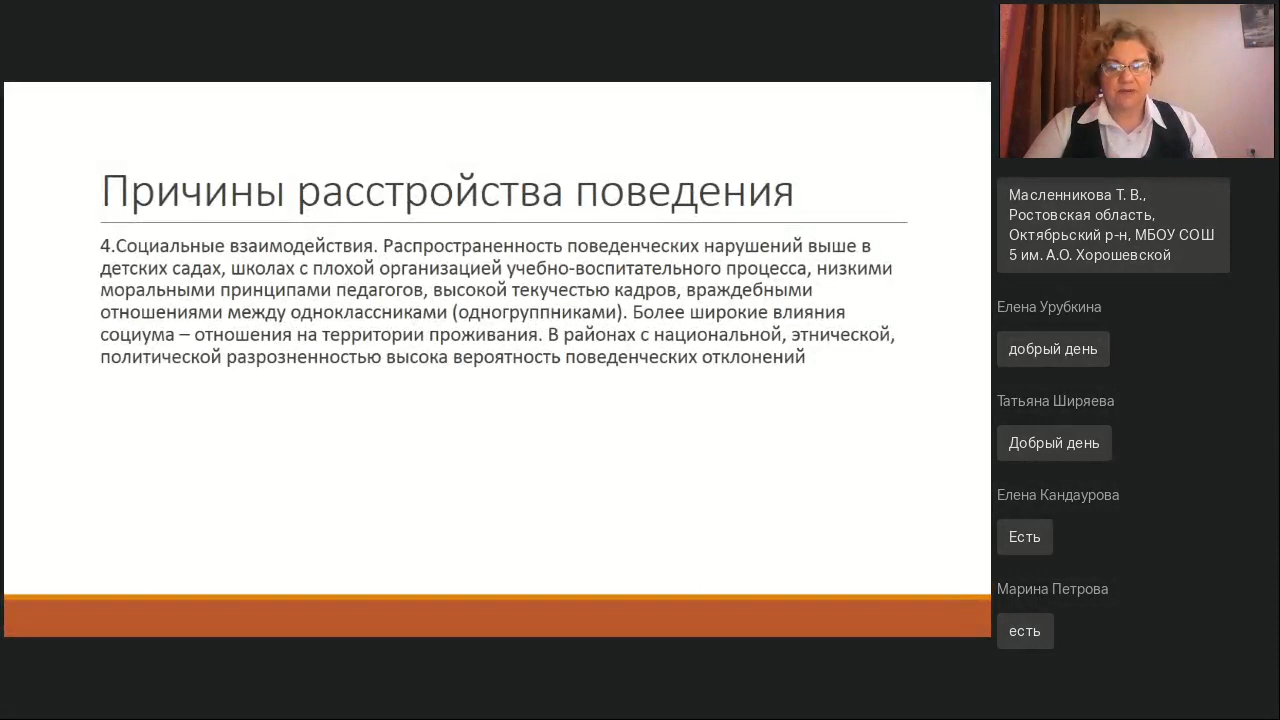 Причины расстройства поведения
4.Социальные взаимодействия. Распространенность поведенческих нарушений выше в
детских садах, школах с плохой организацией учебно-воспитательного процесса, низкими
моральными принципами педагогов, высокой текучестью кадров, враждебными
отношениями между одноклассниками (одногруппниками). Более широкие влияния
социума – отношения на территории проживания. В районах с национальной, этнической,
политической разрозненностью высока вероятность поведенческих отклонений
Масленникова Т. В.,
Ростовская область,
Октябрьский р-н, МБОУ СОШ
5 им. А.О. Хорошевской
Елена Урубкина
добрый день
Татьяна Ширяева
Добрый день
Елена Кандаурова
Есть
Марина Петрова
есть